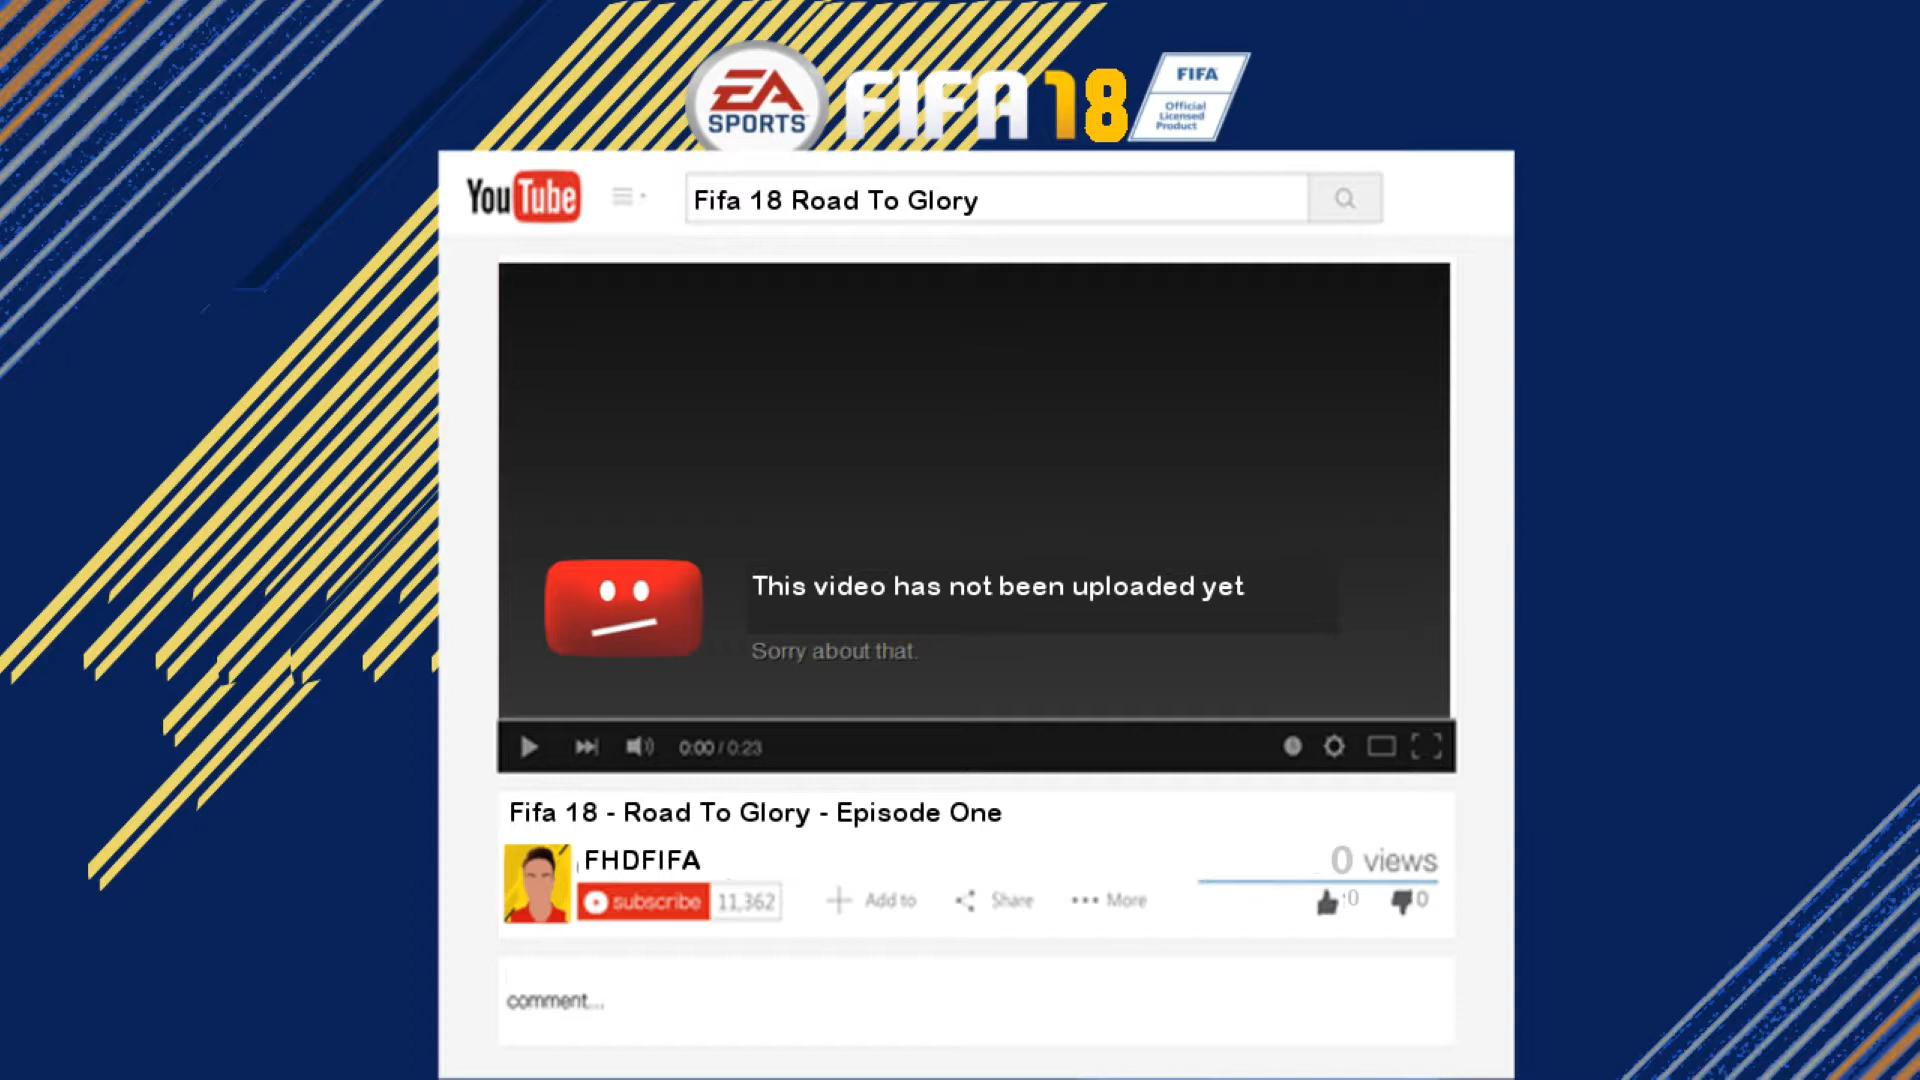 EA
SPORTS
FIFA 18
FIFA
Official
Licensed
Product
YouTube
Fifa 18 Road To Glory
This video has not been uploaded yet
Sorry about that.
0:00 / 0:23
Fifa 18 - Road To Glory - Episode One
FHDFIFA
0 views
subscribe 11,362 Add to Share More 0 0
comment...